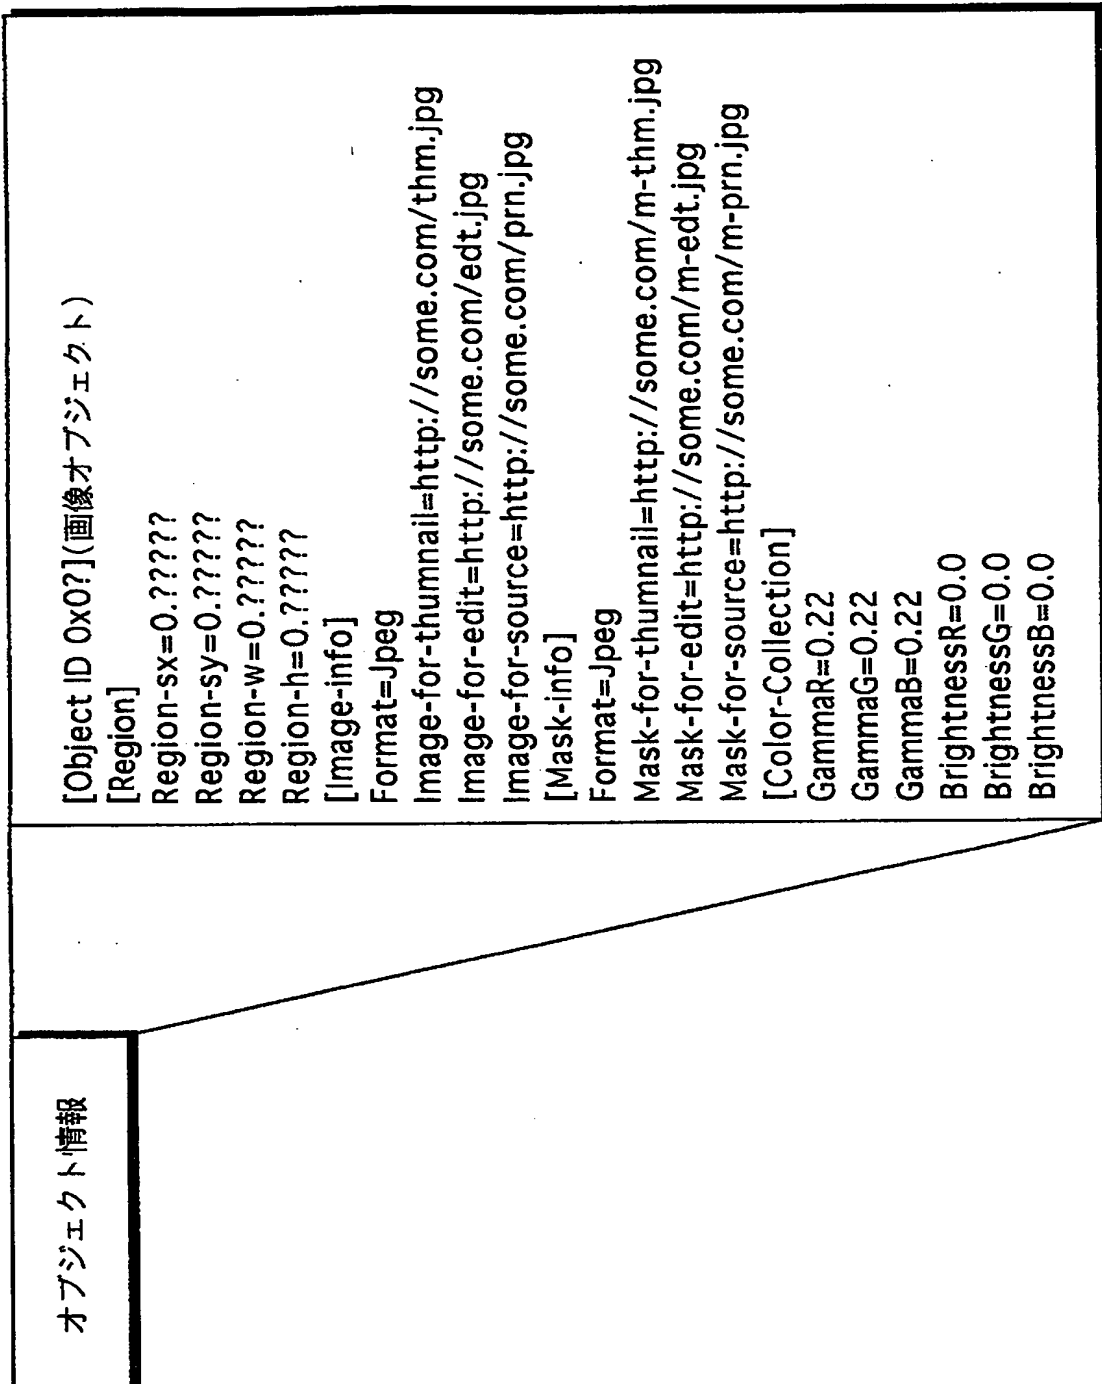 オブジェクト情報
[Object ID 0x0?](画像オブジェクト)
[Region]
Region-sx=0.?????
Region-sy=0.?????
Region-w=0.?????
Region-h=0.?????
[Image-info]
Format=Jpeg
Image-for-thumnail=http://some.com/thm.jpg
Image-for-edit=http://some.com/edt.jpg
Image-for-source=http://some.com/prn.jpg
[Mask-info]
Format=Jpeg
Mask-for-thumnail=http://some.com/m-thm.jpg
Mask-for-edit=http://some.com/m-edt.jpg
Mask-for-source=http://some.com/m-prn.jpg
[Color-Collection]
GammaR=0.22
GammaG=0.22
GammaB=0.22
BrightnessR=0.0
BrightnessG=0.0
BrightnessB=0.0